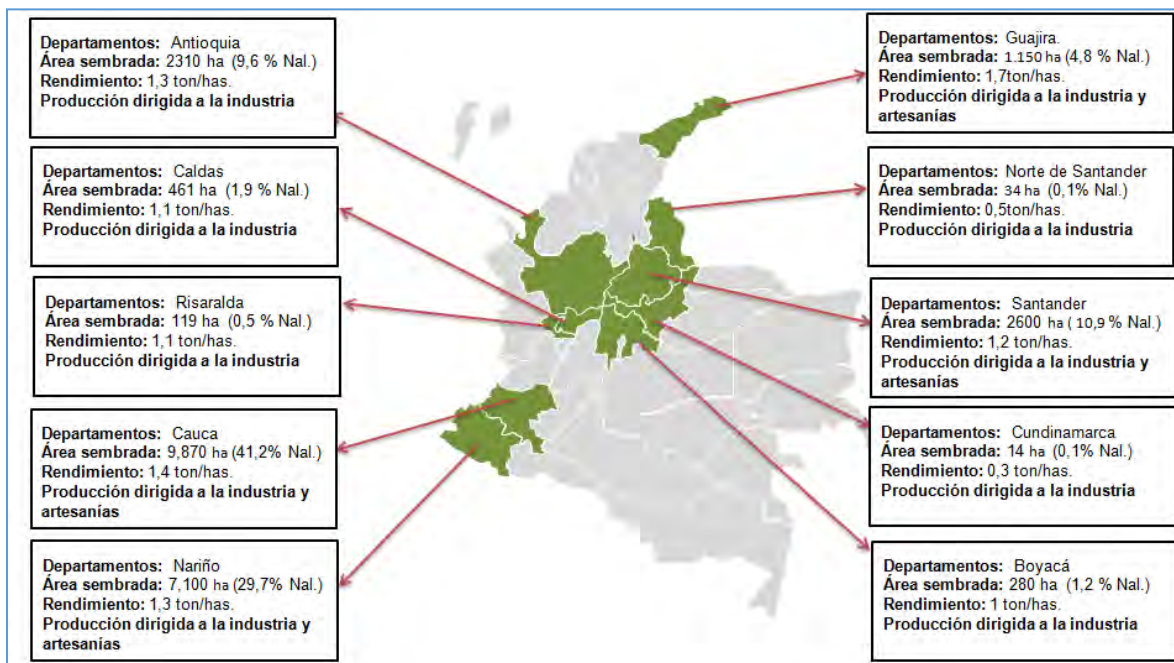 Departamentos: Antioquia
Área sembrada: 2310 ha (9,6 % Nal.)
Rendimiento: 1,3 ton/has.
Producción dirigida a la industria
Departamentos: Caldas
Área sembrada: 461 ha (1,9 % Nal.)
Rendimiento: 1,1 ton/has.
Producción dirigida a la industria
Departamentos: Risaralda
Área sembrada: 119 ha (0,5 % Nal.)
Rendimiento: 1,1 ton/has.
Producción dirigida a la industria
Departamentos: Cauca
Área sembrada: 9,870 ha (41,2% Nal.)
Rendimiento: 1,4 ton/has.
Producción dirigida a la industria y
artesanías
Departamentos: Nariño
Área sembrada: 7,100 ha (29,7% Nal.)
Rendimiento: 1,3 ton/has.
Producción dirigida a la industria y
artesanías
Departamentos: Guajira.
Área sembrada: 1.150 ha (4,8 % Nal.)
Rendimiento: 1,7ton/has.
Producción dirigida a la industria y
artesanías
Departamentos: Norte de Santander
Área sembrada: 34 ha (0,1% Nal.)
Rendimiento: 0,5ton/has.
Producción dirigida a la industria
Departamentos: Santander
Área sembrada: 2600 ha ( 10,9 % Nal.)
Rendimiento: 1,2 ton/has.
Producción dirigida a la industria y
artesanías
Departamentos: Cundinamarca
Área sembrada: 14 ha (0,1% Nal.)
Rendimiento: 0,3 ton/has.
Producción dirigida a la industria
Departamentos: Boyacá
Área sembrada: 280 ha (1,2 % Nal.)
Rendimiento: 1 ton/has.
Producción dirigida a la industria